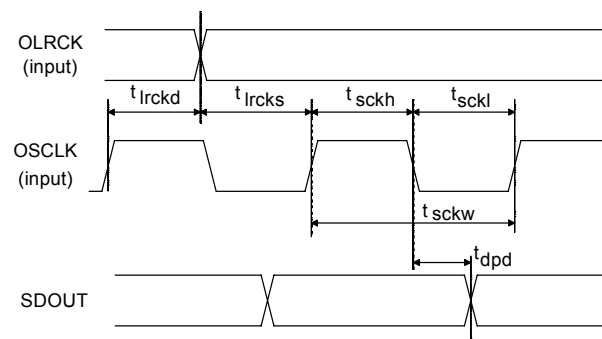 OLRCK
(input)
t lrckd
t lrcks
t sckh
t sckl
OSCLK
(input)
t sckw
t dpd
SDOUT